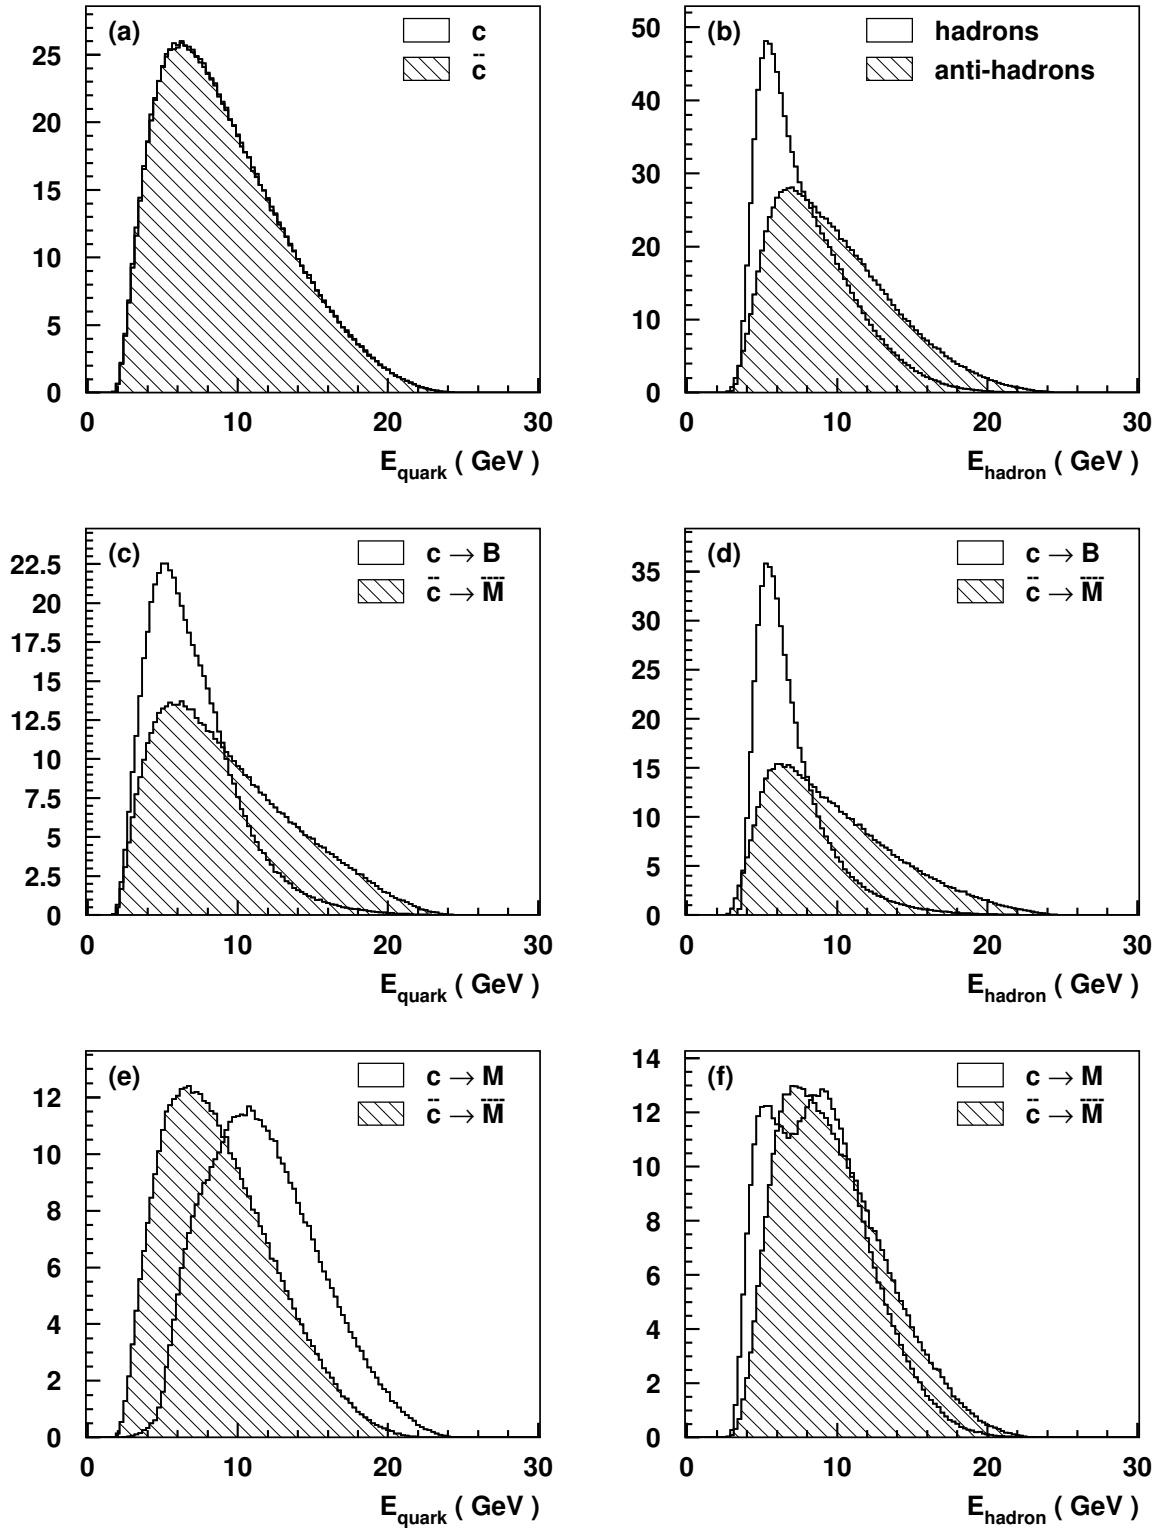 (a)
c
c̄
25
20
15
10
5
0
0 10 20 30
E_quark ( GeV )
(b)
hadrons
anti-hadrons
50
40
30
20
10
0
0 10 20 30
E_hadron ( GeV )
(c)
c → B
c̄ → M̄
22.5
20
17.5
15
12.5
10
7.5
5
2.5
0
0 10 20 30
E_quark ( GeV )
(d)
c → B
c̄ → M̄
35
30
25
20
15
10
5
0
0 10 20 30
E_hadron ( GeV )
(e)
c → M
c̄ → M̄
12
10
8
6
4
2
0
0 10 20 30
E_quark ( GeV )
(f)
c → M
c̄ → M̄
14
12
10
8
6
4
2
0
0 10 20 30
E_hadron ( GeV )